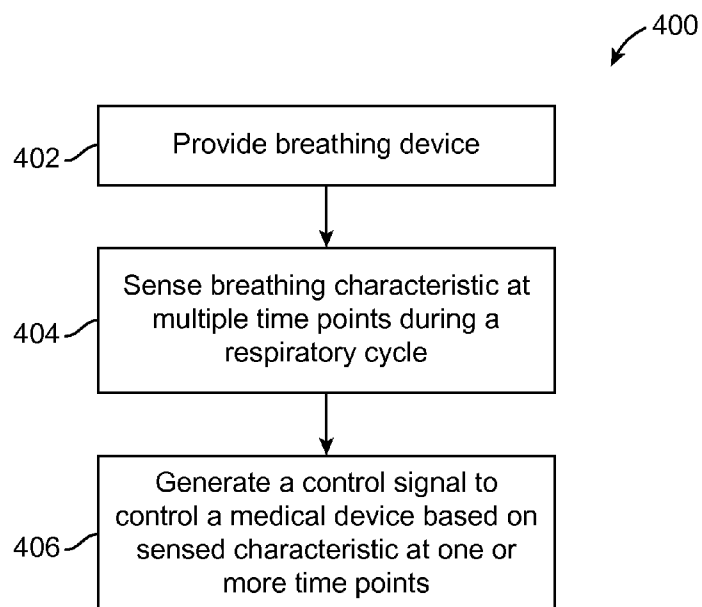 400
402
Provide breathing device
404
Sense breathing characteristic at
multiple time points during a
respiratory cycle
406
Generate a control signal to
control a medical device based on
sensed characteristic at one or
more time points